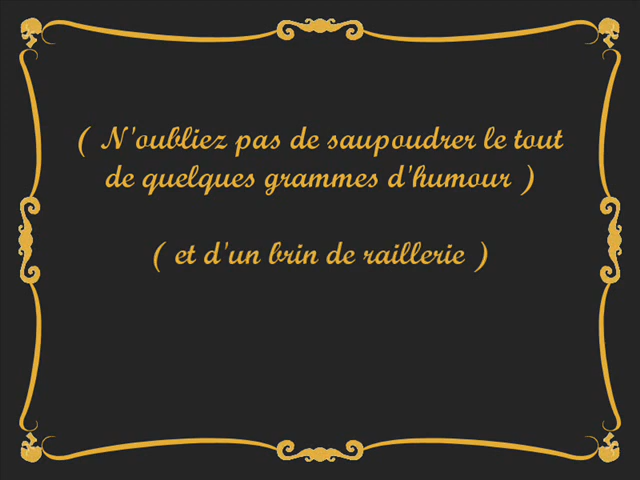 ( N'oubliez pas de saupoudrer le tout
de quelques grammes d'humour )
( et d'un brin de raillerie )